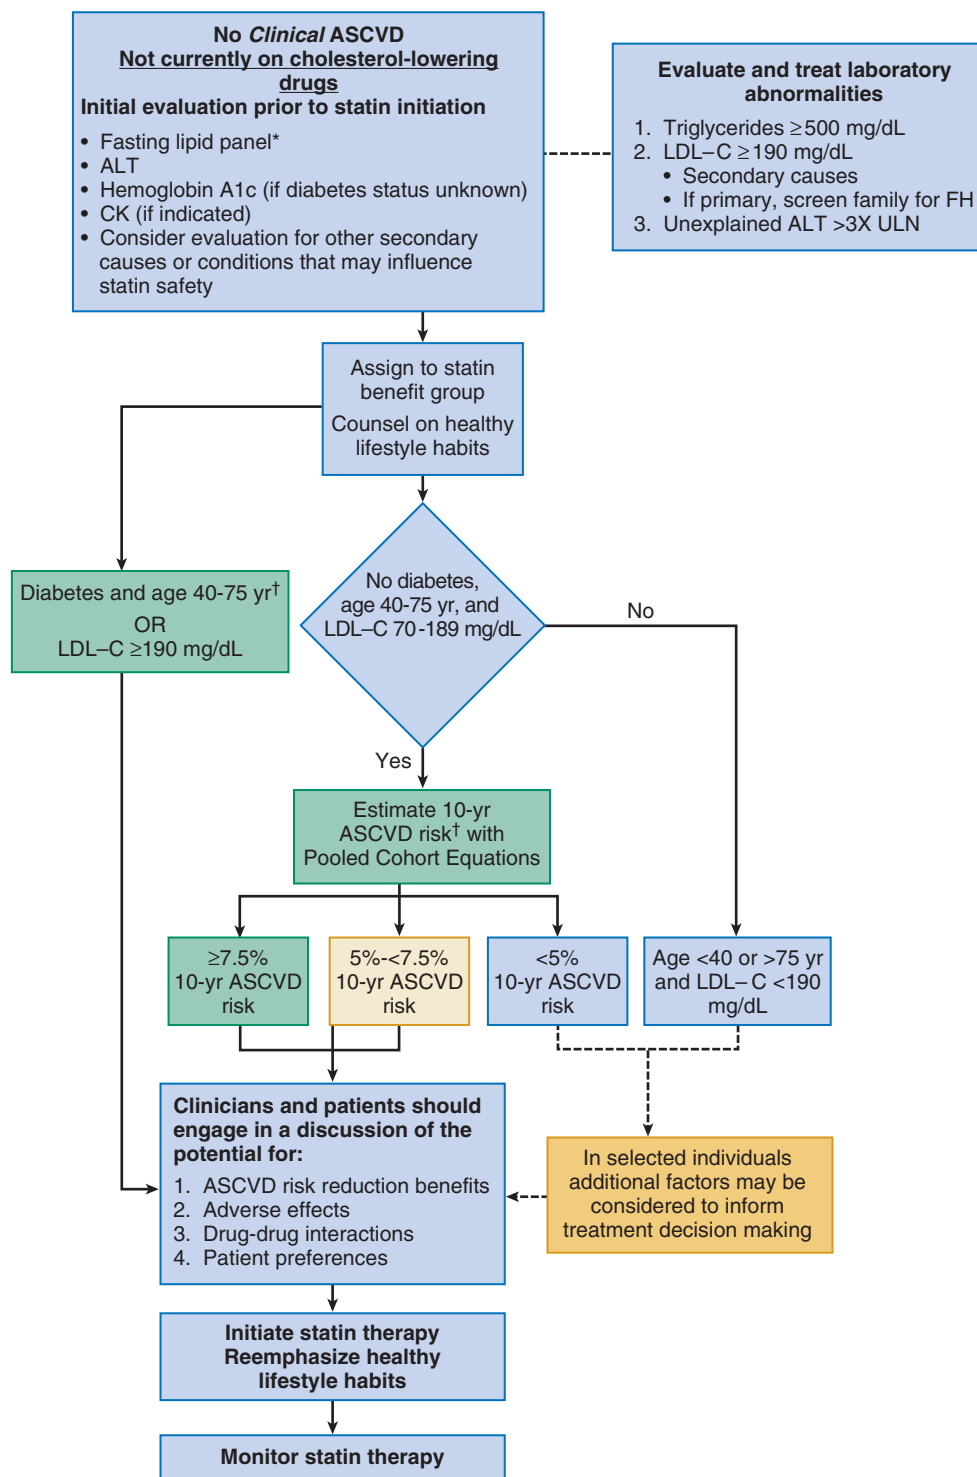 No Clinical ASCVD
Not currently on cholesterol-lowering
drugs
Initial evaluation prior to statin initiation
• Fasting lipid panel*
• ALT
• Hemoglobin A1c (if diabetes status unknown)
• CK (if indicated)
• Consider evaluation for other secondary
causes or conditions that may influence
statin safety
Evaluate and treat laboratory
abnormalities
1. Triglycerides ≥500 mg/dL
2. LDL–C ≥190 mg/dL
• Secondary causes
• If primary, screen family for FH
3. Unexplained ALT >3X ULN
Assign to statin
benefit group
Counsel on healthy
lifestyle habits
Diabetes and age 40-75 yr†
OR
LDL–C ≥190 mg/dL
No diabetes,
age 40-75 yr, and
LDL–C 70-189 mg/dL
No
Yes
Estimate 10-yr
ASCVD risk† with
Pooled Cohort Equations
≥7.5%
10-yr ASCVD
risk
5%-<7.5%
10-yr ASCVD
risk
<5%
10-yr ASCVD
risk
Age <40 or >75 yr
and LDL–C <190
mg/dL
Clinicians and patients should
engage in a discussion of the
potential for:
1. ASCVD risk reduction benefits
2. Adverse effects
3. Drug-drug interactions
4. Patient preferences
In selected individuals
additional factors may be
considered to inform
treatment decision making
Initiate statin therapy
Reemphasize healthy
lifestyle habits
Monitor statin therapy